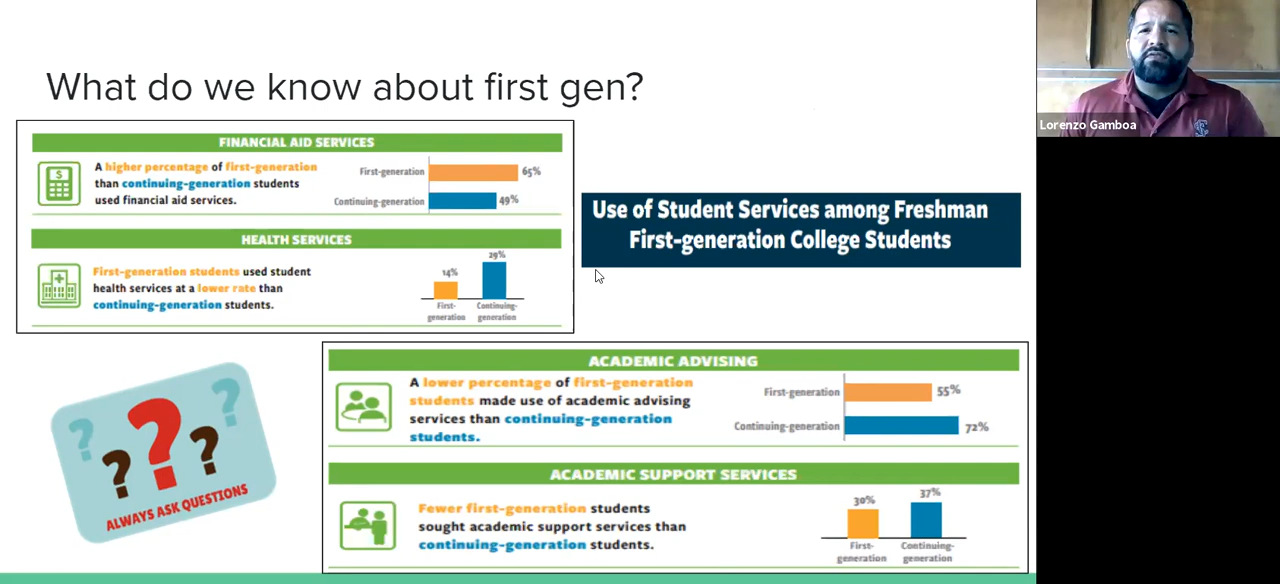 What do we know about first gen?
FINANCIAL AID SERVICES
A higher percentage of first-generation
than continuing-generation students
used financial aid services.
First-generation 65%
Continuing-generation 49%
HEALTH SERVICES
First-generation students used student
health services at a lower rate than
continuing-generation students.
14%
29%
First-
generation
Continuing-
generation
Use of Student Services among Freshman
First-generation College Students
Lorenzo Gamboa
ACADEMIC ADVISING
A lower percentage of first-generation
students made use of academic advising
services than continuing-generation
students.
First-generation 55%
Continuing-generation 72%
ACADEMIC SUPPORT SERVICES
Fewer first-generation students
sought academic support services than
continuing-generation students.
30%
37%
First-
generation
Continuing-
generation
? ? ? ? ?
ALWAYS ASK QUESTIONS